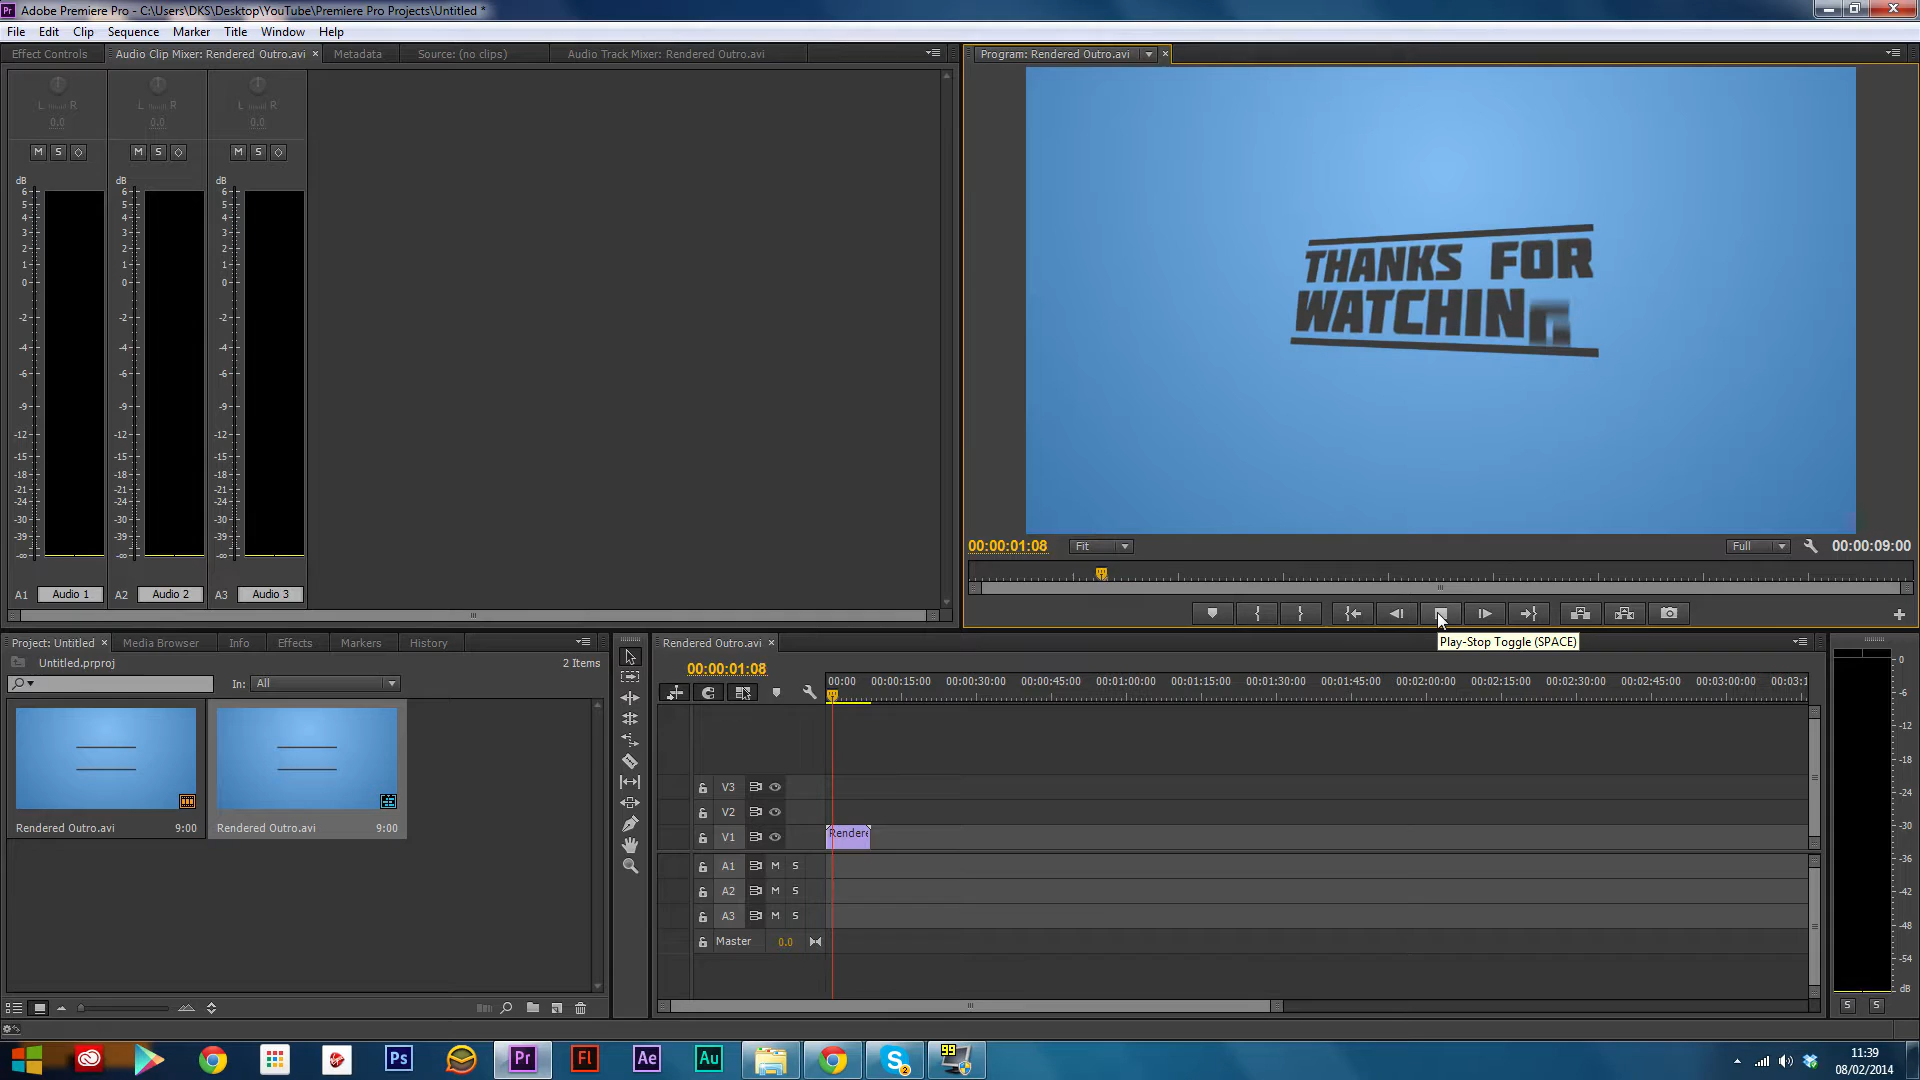 Pr Adobe Premiere Pro - C:\Users\DKS\Desktop\YouTube\Premiere Pro Projects\Untitled *
File Edit Clip Sequence Marker Title Window Help
Effect Controls Audio Clip Mixer: Rendered Outro.avi Metadata Source: (no clips) Audio Track Mixer: Rendered Outro.avi
Program: Rendered Outro.avi
L R L R L R
0.0 0.0 0.0
M S M S M S
dB dB dB
6 6 6
5 5 5
4 4 4
3 3 3
2 2 2
1 1 1
0 0 0
-2 -2 -2
-4 -4 -4
-6 -6 -6
-9 -9 -9
-12 -12 -12
-15 -15 -15
-18 -18 -18
-21 -21 -21
-24 -24 -24
-30 -30 -30
-39 -39 -39
-∞ -∞ -∞
A1 Audio 1 A2 Audio 2 A3 Audio 3
THANKS FOR
WATCHIN
00:00:01:08 Fit Full 00:00:09:00
Play-Stop Toggle (SPACE)
Project: Untitled Media Browser Info Effects Markers History
Untitled.prproj 2 Items
In: All
Rendered Outro.avi 9:00 Rendered Outro.avi 9:00
Rendered Outro.avi
00:00:01:08
00:00 00:00:15:00 00:00:30:00 00:00:45:00 00:01:00:00 00:01:15:00 00:01:30:00 00:01:45:00 00:02:00:00 00:02:15:00 00:02:30:00 00:02:45:00 00:03:00:00 00:03:1
V3
V2
V1 Rendere
A1 M S
A2 M S
A3 M S
Master 0.0
0
-6
-12
-18
-24
-30
-36
-42
-48
-54
dB
S S
Ps Pr Fl Ae Au S 2 99
11:39
08/02/2014